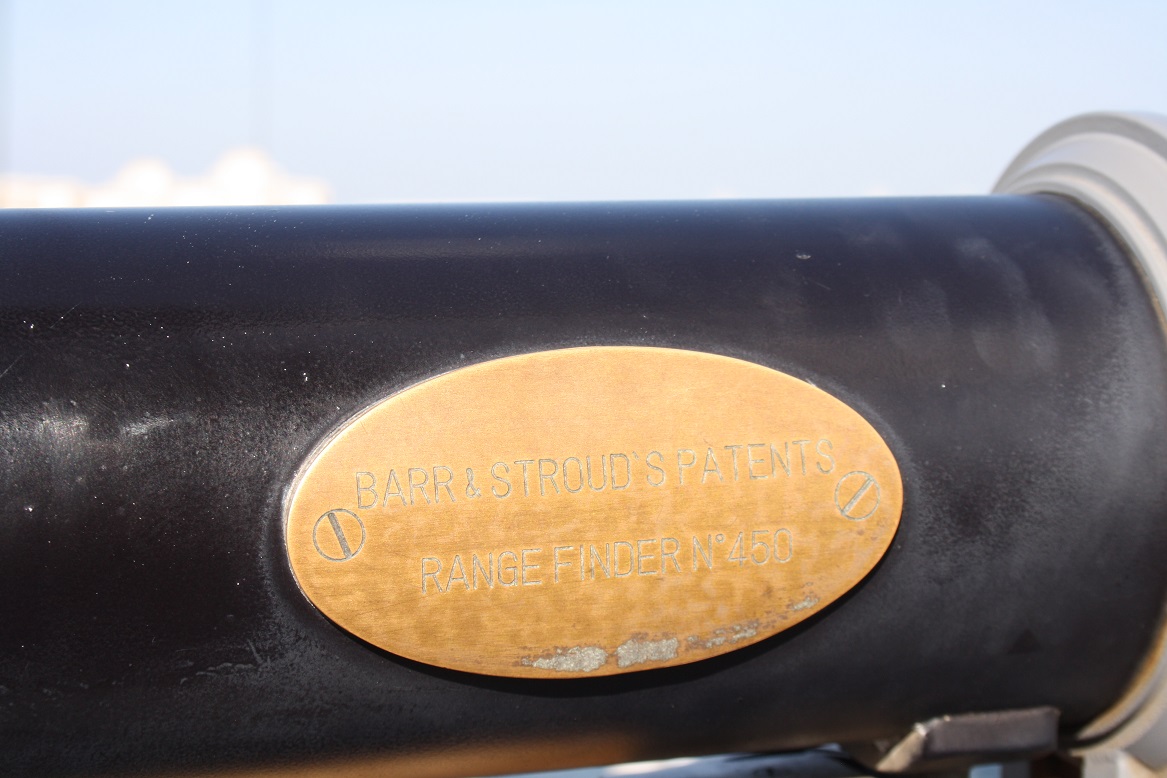 BARR & STROUD'S PATENTS
RANGE FINDER N° 450